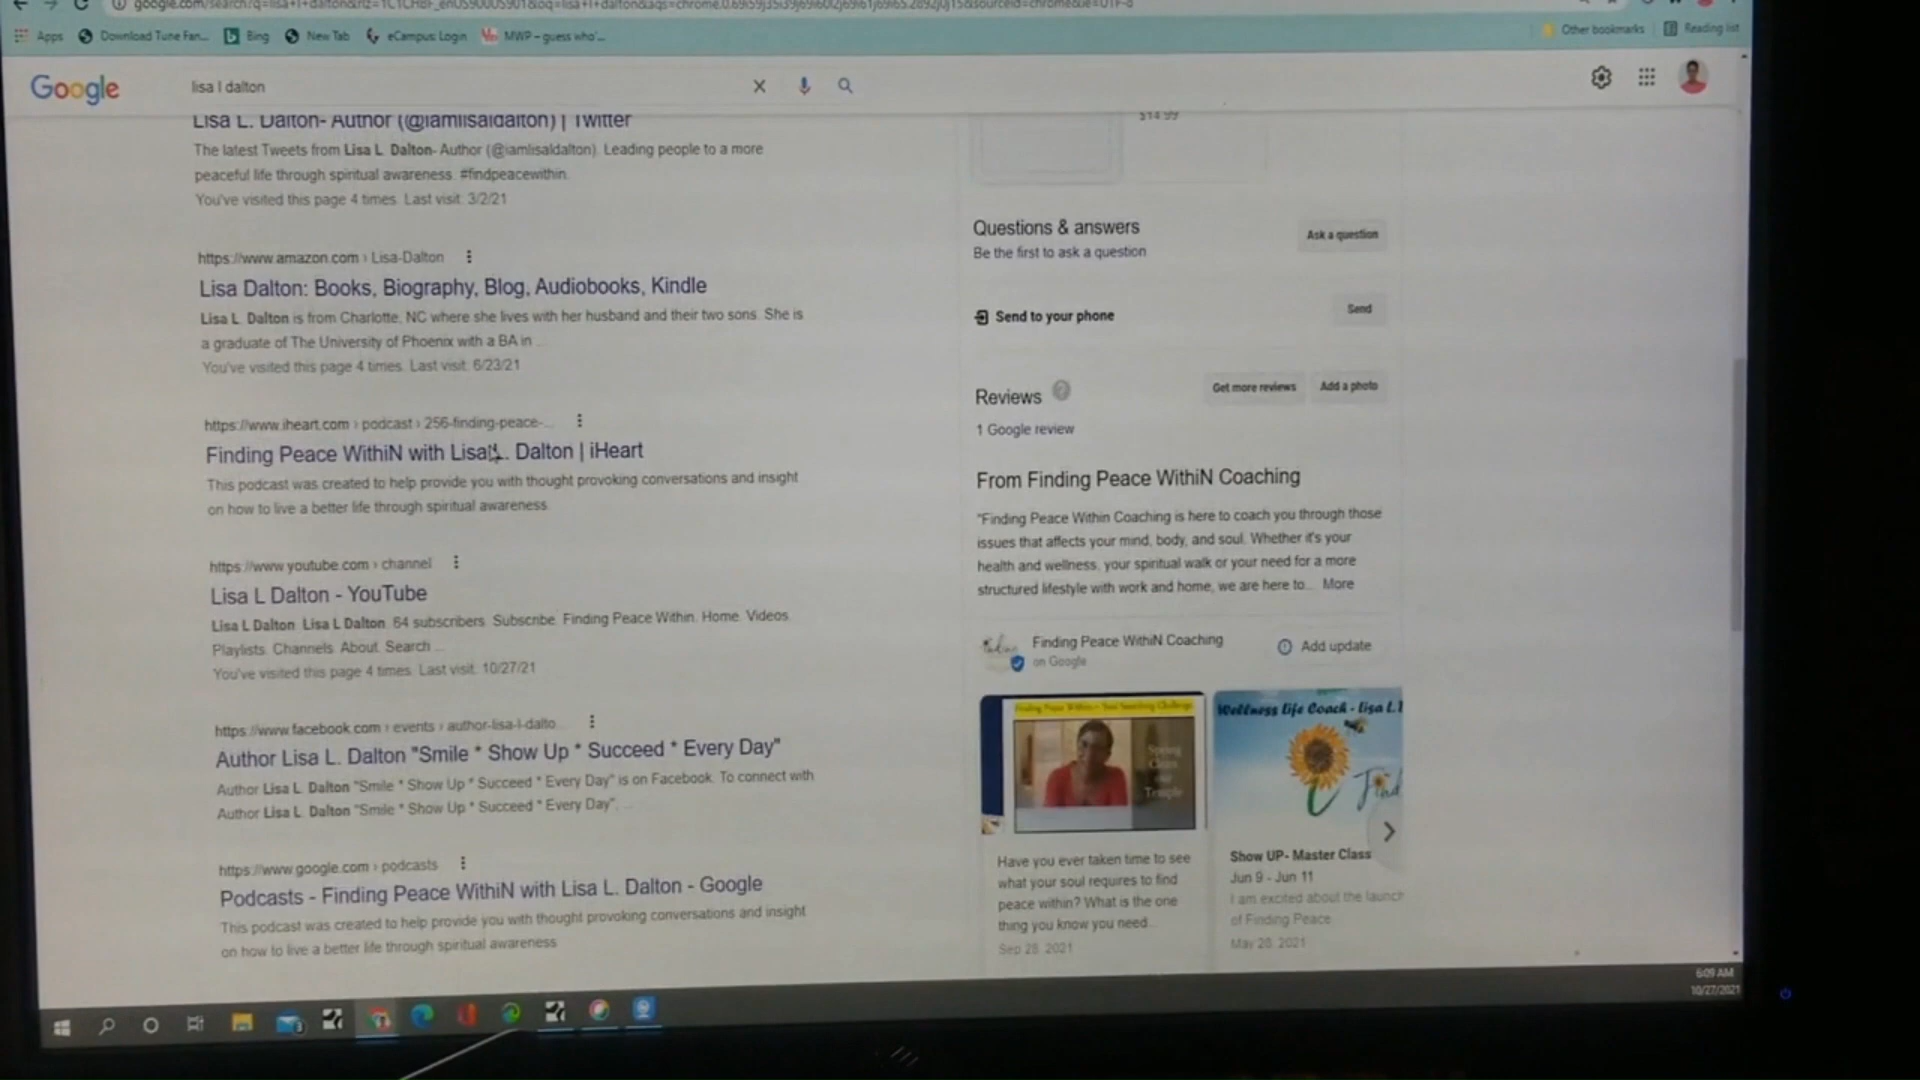 Apps
Download Tune Fan...
Bing
New Tab
eCampus: Login
MWP – guess who'...
Other bookmarks
Reading list
Google
lisa l dalton
Lisa L. Dalton- Author (@iamlisaldalton) | Twitter
The latest Tweets from Lisa L. Dalton- Author (@iamlisaldalton). Leading people to a more
peaceful life through spiritual awareness. #findpeacewithin.
You've visited this page 4 times. Last visit: 3/2/21
https://www.amazon.com › Lisa-Dalton
Lisa Dalton: Books, Biography, Blog, Audiobooks, Kindle
Lisa L. Dalton is from Charlotte, NC where she lives with her husband and their two sons. She is
a graduate of The University of Phoenix with a BA in ...
You've visited this page 4 times. Last visit: 6/23/21
https://www.iheart.com › podcast › 256-finding-peace-...
Finding Peace WithiN with Lisa L. Dalton | iHeart
This podcast was created to help provide you with thought provoking conversations and insight
on how to live a better life through spiritual awareness.
https://www.youtube.com › channel
Lisa L Dalton - YouTube
Lisa L Dalton. Lisa L Dalton. 64 subscribers. Subscribe. Finding Peace Within. Home. Videos.
Playlists. Channels. About. Search ...
You've visited this page 4 times. Last visit: 10/27/21
https://www.facebook.com › events › author-lisa-l-dalto...
Author Lisa L. Dalton "Smile * Show Up * Succeed * Every Day"
Author Lisa L. Dalton "Smile * Show Up * Succeed * Every Day" is on Facebook. To connect with
Author Lisa L. Dalton "Smile * Show Up * Succeed * Every Day", ...
https://www.google.com › podcasts
Podcasts - Finding Peace WithiN with Lisa L. Dalton - Google
This podcast was created to help provide you with thought provoking conversations and insight
on how to live a better life through spiritual awareness
$14.99
Questions & answers
Ask a question
Be the first to ask a question
Send to your phone
Send
Reviews
Get more reviews
Add a photo
1 Google review
From Finding Peace WithiN Coaching
"Finding Peace Within Coaching is here to coach you through those
issues that affects your mind, body, and soul. Whether it's your
health and wellness, your spiritual walk or your need for a more
structured lifestyle with work and home, we are here to... More
Finding Peace WithiN Coaching
on Google
Add update
Spring
Clean
our
Temple
Have you ever taken time to see
what your soul requires to find
peace within? What is the one
thing you know you need...
Sep 28, 2021
Wellness Life Coach - Lisa L.
Find
Show UP- Master Class
Jun 9 - Jun 11
I am excited about the launch
of Finding Peace
May 28, 2021
6:09 AM
10/27/2021